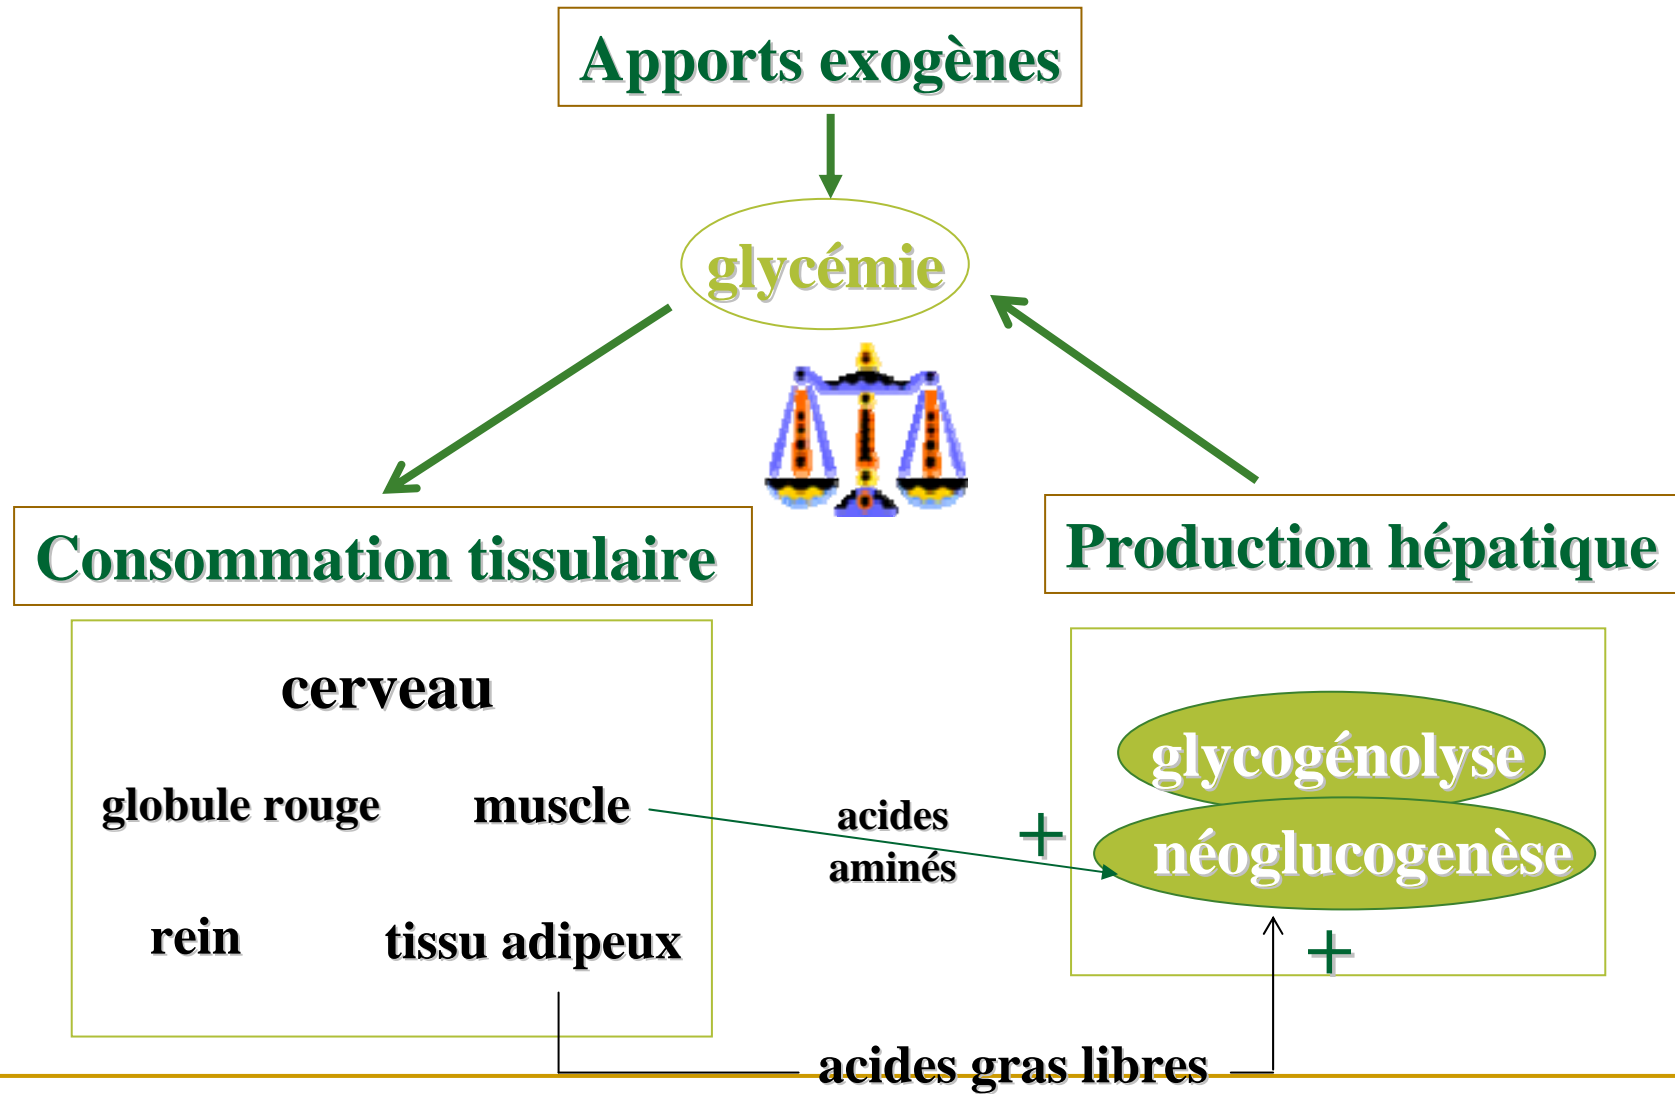 Apports exogènes
glycémie
Consommation tissulaire
Production hépatique
cerveau
globule rouge
muscle
rein
tissu adipeux
acides
aminés
+
glycogénolyse
néoglucogenèse
+
acides gras libres